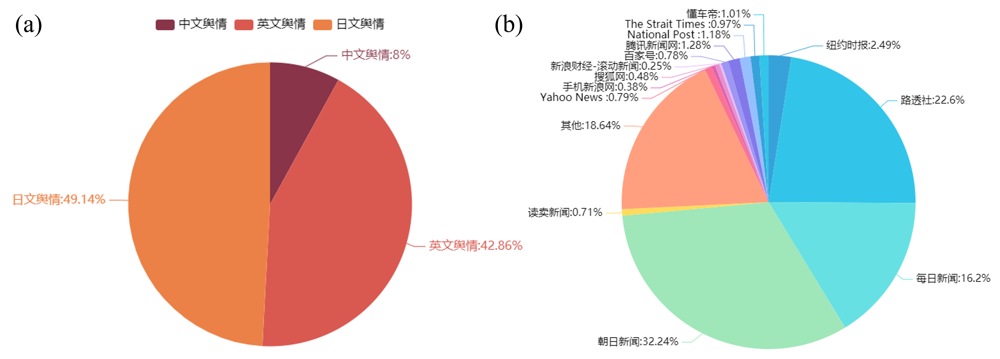 (a)
中文舆情 英文舆情 日文舆情
中文舆情:8%
日文舆情:49.14%
英文舆情:42.86%
(b)
懂车帝:1.01%
The Strait Times :0.97%
National Post :1.18%
腾讯新闻网:1.28%
百家号:0.78%
新浪财经-滚动新闻:0.25%
搜狐网:0.48%
手机新浪网:0.38%
Yahoo News :0.79%
其他:18.64%
读卖新闻:0.71%
朝日新闻:32.24%
纽约时报:2.49%
路透社:22.6%
每日新闻:16.2%